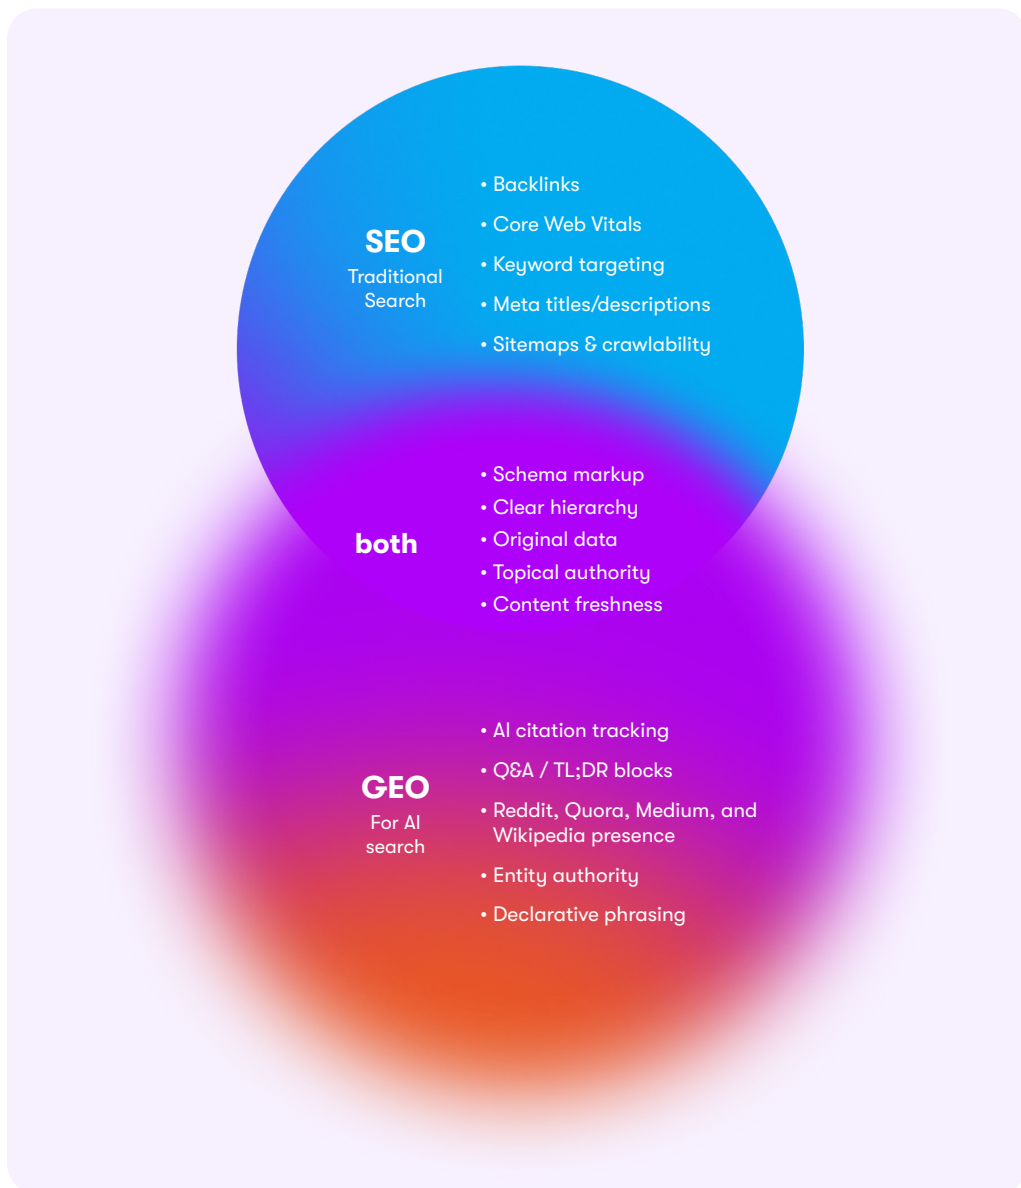 SEO
Traditional
Search
• Backlinks
• Core Web Vitals
• Keyword targeting
• Meta titles/descriptions
• Sitemaps & crawlability
both
• Schema markup
• Clear hierarchy
• Original data
• Topical authority
• Content freshness
GEO
For AI
search
• AI citation tracking
• Q&A / TL;DR blocks
• Reddit, Quora, Medium, and
Wikipedia presence
• Entity authority
• Declarative phrasing